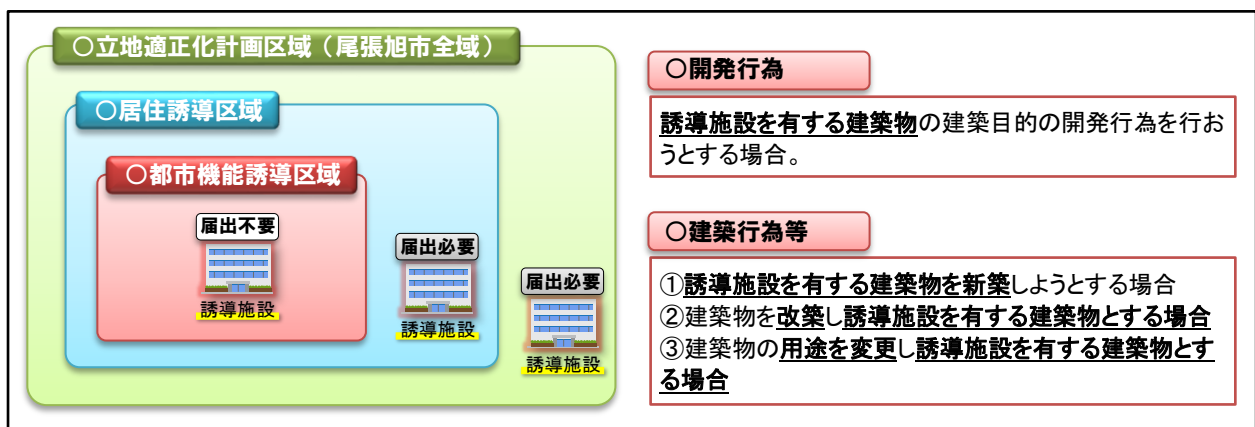 ○立地適正化計画区域（尾張旭市全域）
○居住誘導区域
○都市機能誘導区域
届出不要
誘導施設
届出必要
誘導施設
届出必要
誘導施設
○開発行為
誘導施設を有する建築物の建築目的の開発行為を行お
うとする場合。
○建築行為等
①誘導施設を有する建築物を新築しようとする場合
②建築物を改築し誘導施設を有する建築物とする場合
③建築物の用途を変更し誘導施設を有する建築物とす
る場合